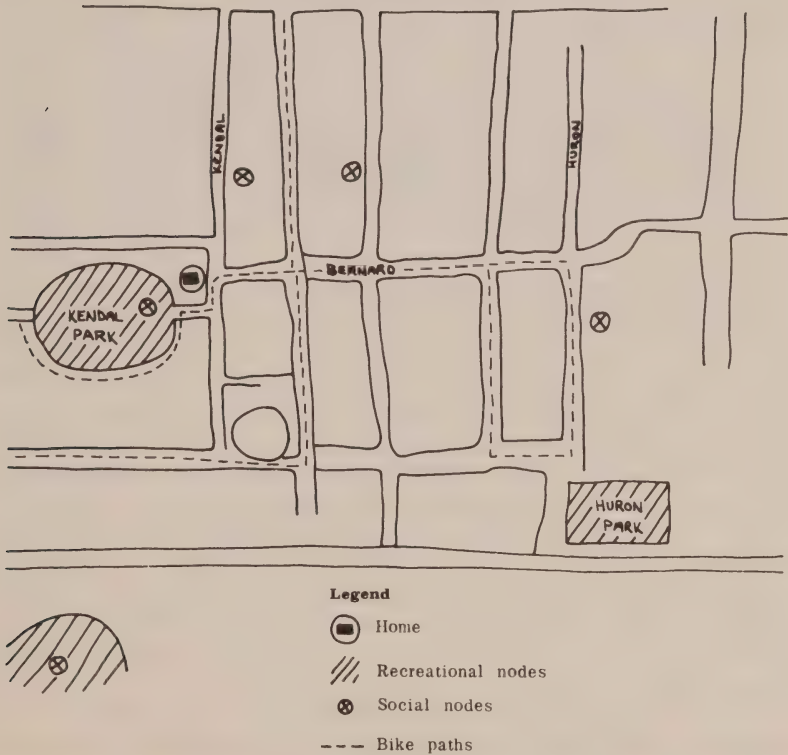 KENDAL
HURON
BERNARD
KENDAL
PARK
HURON
PARK
Legend
Home
Recreational nodes
Social nodes
Bike paths